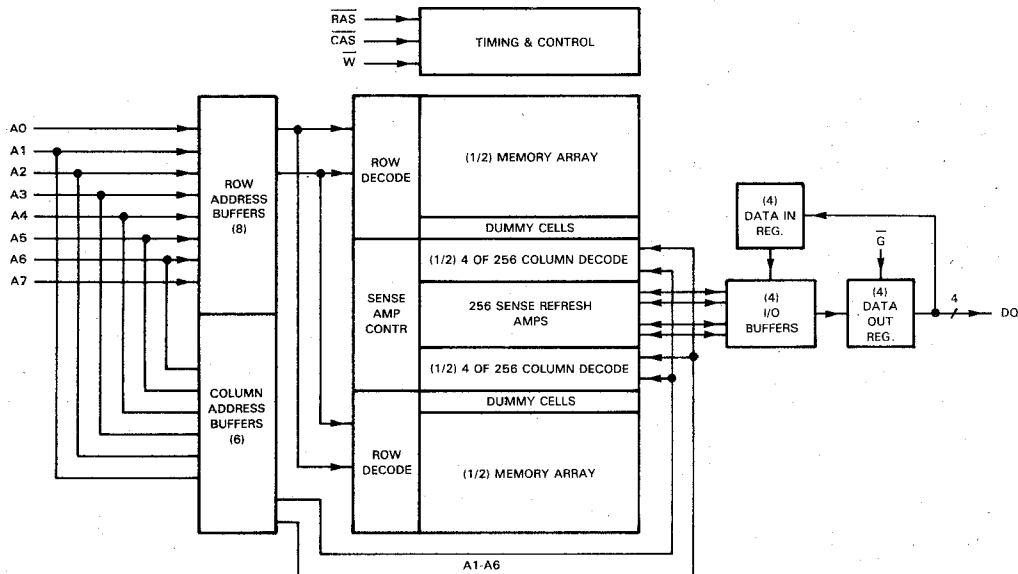 RAS
CAS
W
TIMING & CONTROL
A0
A1
A2
A3
A4
A5
A6
A7
ROW
ADDRESS
BUFFERS
(8)
COLUMN
ADDRESS
BUFFERS
(6)
ROW
DECODE
(1/2) MEMORY ARRAY
DUMMY CELLS
SENSE
AMP
CONTR
(1/2) 4 OF 256 COLUMN DECODE
256 SENSE REFRESH
AMPS
(1/2) 4 OF 256 COLUMN DECODE
DUMMY CELLS
ROW
DECODE
(1/2) MEMORY ARRAY
(4)
DATA IN
REG.
G
(4)
I/O
BUFFERS
(4)
DATA
OUT
REG.
4
DQ
A1-A6